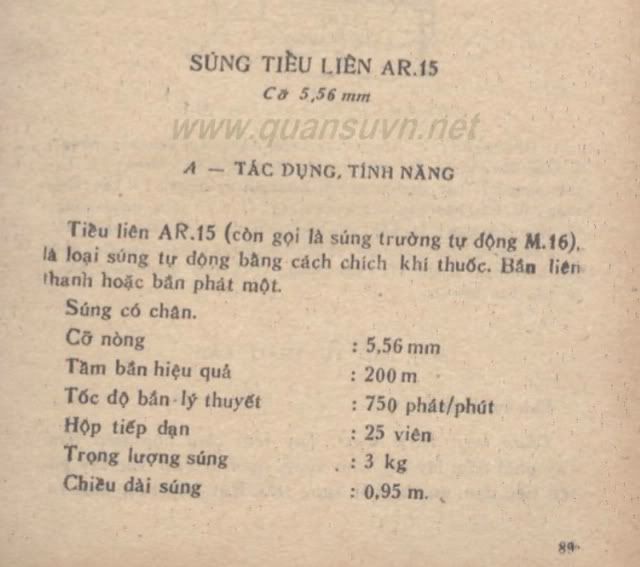 SÚNG TIỀU LIÊN AR.15
Cỡ 5,56 mm
www.quansuvn.net
A — TÁC DỤNG, TÍNH NĂNG
Tiều liên AR.15 (còn gọi là súng trường tự động M.16),
là loại súng tự động bằng cách chích khí thuốc. Bắn liên
thanh hoặc bắn phát một.
Súng có chân.
Cỡ nòng : 5,56 mm
Tầm bắn hiệu quả : 200 m
Tốc độ bắn lý thuyết : 750 phát/phút
Hộp tiếp đạn : 25 viên
Trọng lượng súng : 3 kg
Chiều dài súng : 0,95 m.
89